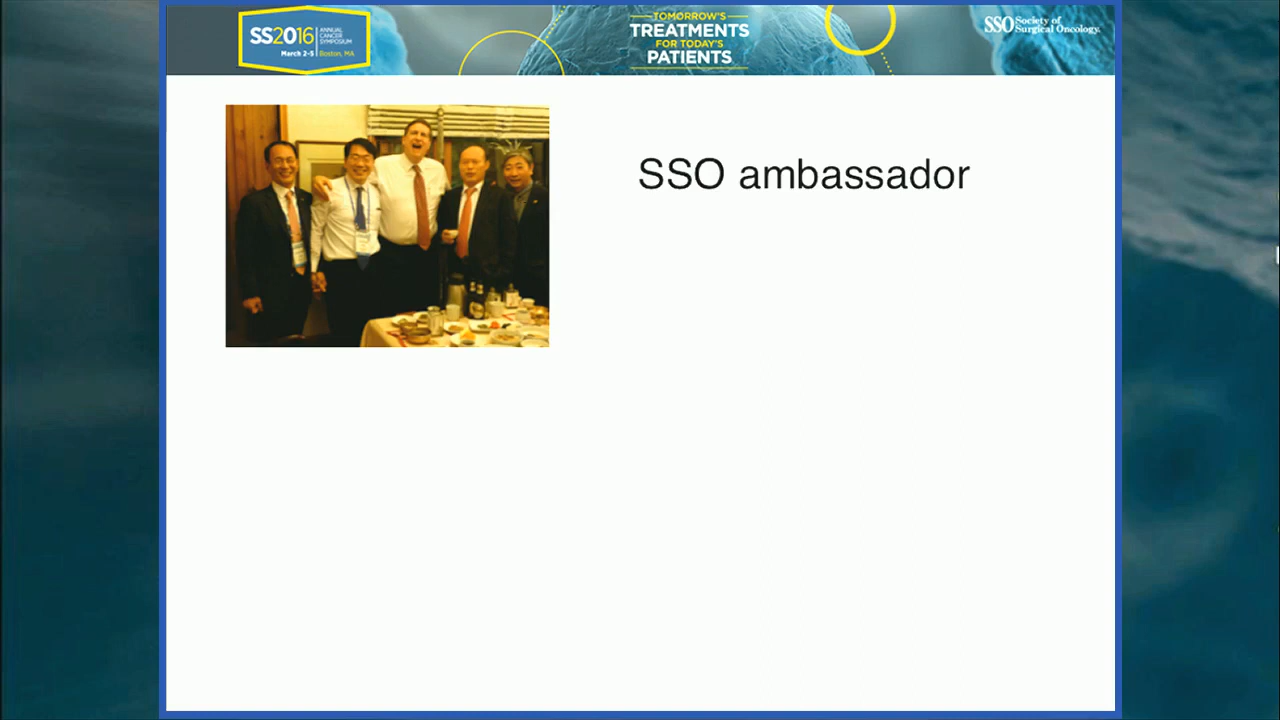 SS2016
ANNUAL
CANCER
SYMPOSIUM
March 2-5 | Boston, MA
TOMORROW'S
TREATMENTS
FOR TODAY'S
PATIENTS
SSO Society of
Surgical Oncology.
SSO ambassador